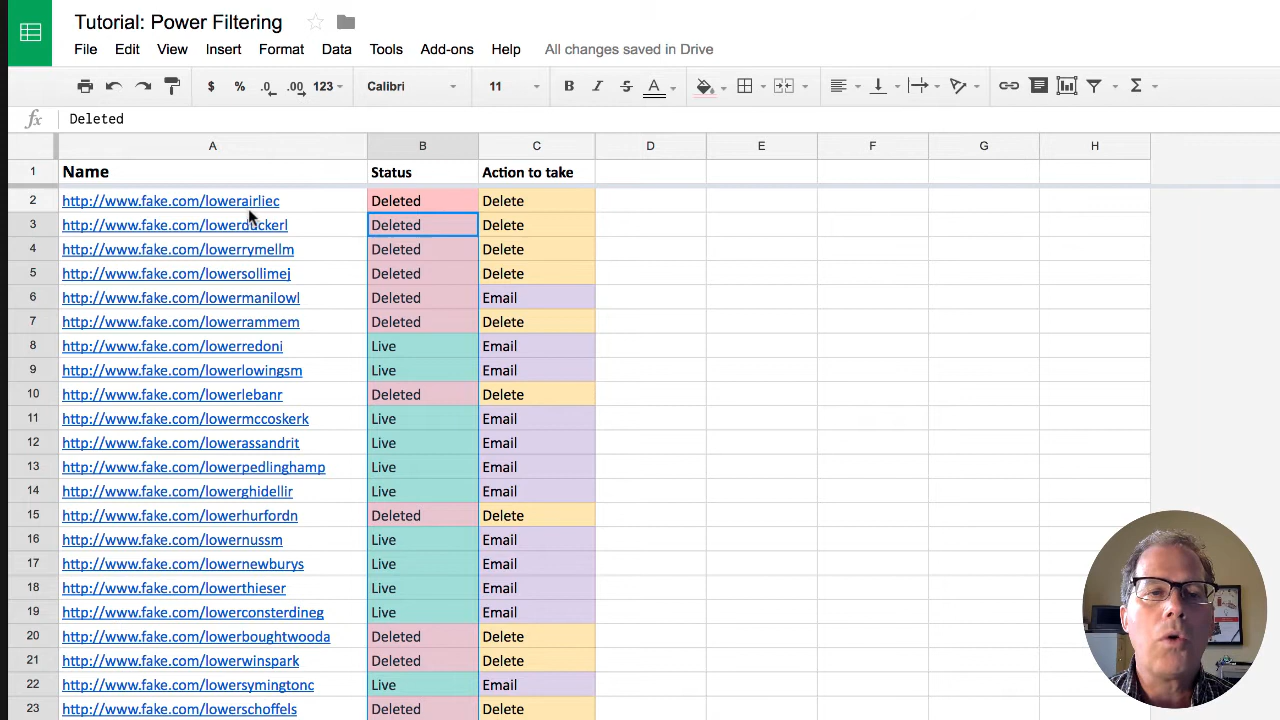 Tutorial: Power Filtering
File Edit View Insert Format Data Tools Add-ons Help All changes saved in Drive
$ % .0 .00 123 Calibri 11 B I S A
fx Deleted
A B C D E F G H
1 Name Status Action to take
2 http://www.fake.com/lowerairliec Deleted Delete
3 http://www.fake.com/lowerduckerl Deleted Delete
4 http://www.fake.com/lowerrymellm Deleted Delete
5 http://www.fake.com/lowersollimej Deleted Delete
6 http://www.fake.com/lowermanilowl Deleted Email
7 http://www.fake.com/lowerrammem Deleted Delete
8 http://www.fake.com/lowerredoni Live Email
9 http://www.fake.com/lowerlowingsm Live Email
10 http://www.fake.com/lowerlebanr Deleted Delete
11 http://www.fake.com/lowermccoskerk Live Email
12 http://www.fake.com/lowerassandrit Live Email
13 http://www.fake.com/lowerpedlinghamp Live Email
14 http://www.fake.com/lowerghidellir Live Email
15 http://www.fake.com/lowerhurfordn Deleted Delete
16 http://www.fake.com/lowernussm Live Email
17 http://www.fake.com/lowernewburys Live Email
18 http://www.fake.com/lowerthieser Live Email
19 http://www.fake.com/lowerconsterdineg Live Email
20 http://www.fake.com/lowerboughtwooda Deleted Delete
21 http://www.fake.com/lowerwinspark Deleted Delete
22 http://www.fake.com/lowersymingtonc Live Email
23 http://www.fake.com/lowerschoffels Deleted Delete